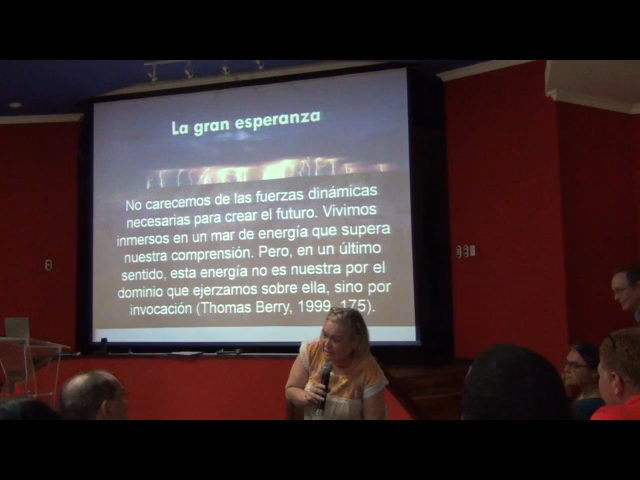 La gran esperanza
No carecemos de las fuerzas dinámicas
necesarias para crear el futuro. Vivimos
inmersos en un mar de energía que supera
nuestra comprensión. Pero, en un último
sentido, esta energía no es nuestra por el
dominio que ejerzamos sobre ella, sino por
invocación (Thomas Berry, 1999, 175).